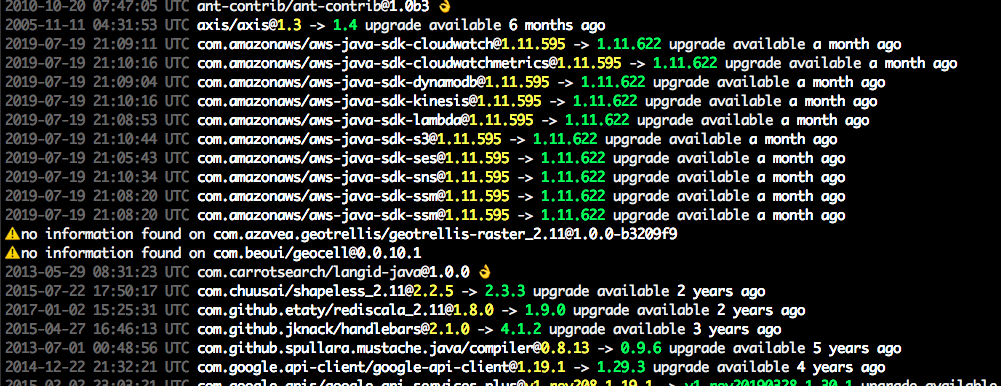 2010-10-20 07:47:05 UTC ant-contrib/ant-contrib@1.0b3 👌
2005-11-11 04:31:53 UTC axis/axis@1.3 -> 1.4 upgrade available 6 months ago
2019-07-19 21:09:11 UTC com.amazonaws/aws-java-sdk-cloudwatch@1.11.595 -> 1.11.622 upgrade available a month ago
2019-07-19 21:10:16 UTC com.amazonaws/aws-java-sdk-cloudwatchmetrics@1.11.595 -> 1.11.622 upgrade available a month ago
2019-07-19 21:09:04 UTC com.amazonaws/aws-java-sdk-dynamodb@1.11.595 -> 1.11.622 upgrade available a month ago
2019-07-19 21:10:16 UTC com.amazonaws/aws-java-sdk-kinesis@1.11.595 -> 1.11.622 upgrade available a month ago
2019-07-19 21:08:53 UTC com.amazonaws/aws-java-sdk-lambda@1.11.595 -> 1.11.622 upgrade available a month ago
2019-07-19 21:10:44 UTC com.amazonaws/aws-java-sdk-s3@1.11.595 -> 1.11.622 upgrade available a month ago
2019-07-19 21:05:43 UTC com.amazonaws/aws-java-sdk-ses@1.11.595 -> 1.11.622 upgrade available a month ago
2019-07-19 21:10:34 UTC com.amazonaws/aws-java-sdk-sns@1.11.595 -> 1.11.622 upgrade available a month ago
2019-07-19 21:08:20 UTC com.amazonaws/aws-java-sdk-ssm@1.11.595 -> 1.11.622 upgrade available a month ago
2019-07-19 21:08:20 UTC com.amazonaws/aws-java-sdk-ssm@1.11.595 -> 1.11.622 upgrade available a month ago
⚠️no information found on com.azavea.geotrellis/geotrellis-raster_2.11@1.0.0-b3209f9
⚠️no information found on com.beoui/geocell@0.0.10.1
2013-05-29 08:31:23 UTC com.carrotsearch/langid-java@1.0.0 👌
2015-07-22 17:50:17 UTC com.chuusai/shapeless_2.11@2.2.5 -> 2.3.3 upgrade available 2 years ago
2017-01-02 15:25:31 UTC com.github.etaty/rediscala_2.11@1.8.0 -> 1.9.0 upgrade available 2 years ago
2015-04-27 16:46:13 UTC com.github.jknack/handlebars@2.1.0 -> 4.1.2 upgrade available 3 years ago
2013-07-01 00:48:56 UTC com.github.spullara.mustache.java/compiler@0.8.13 -> 0.9.6 upgrade available 5 years ago
2014-12-22 21:32:21 UTC com.google.api-client/google-api-client@1.19.1 -> 1.29.3 upgrade available 4 years ago